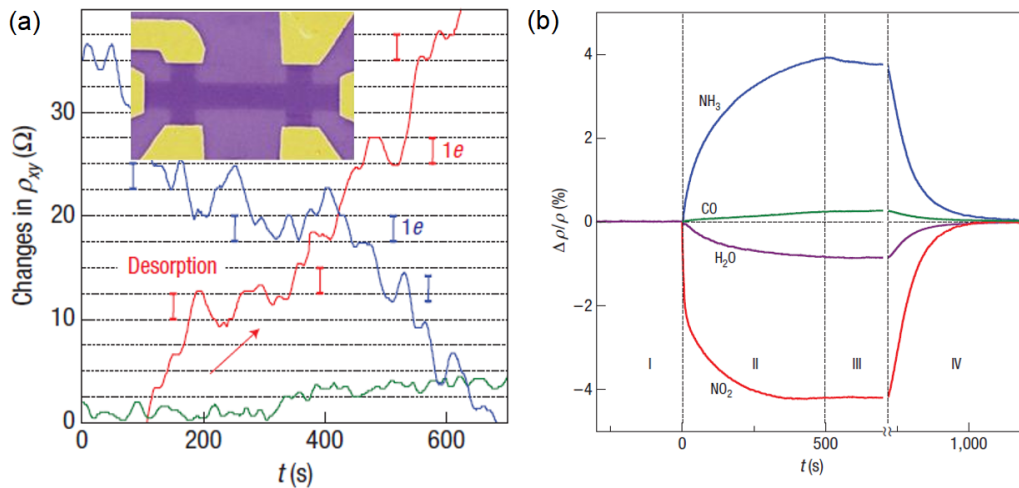 (a)
Changes in ρxy (Ω)
30
20
10
0
1e
1e
Desorption
0
200
400
600
t (s)
(b)
Δ ρ/ρ (%)
4
2
0
−2
−4
NH₃
CO
H₂O
NO₂
I
II
III
IV
0
500
1,000
t (s)